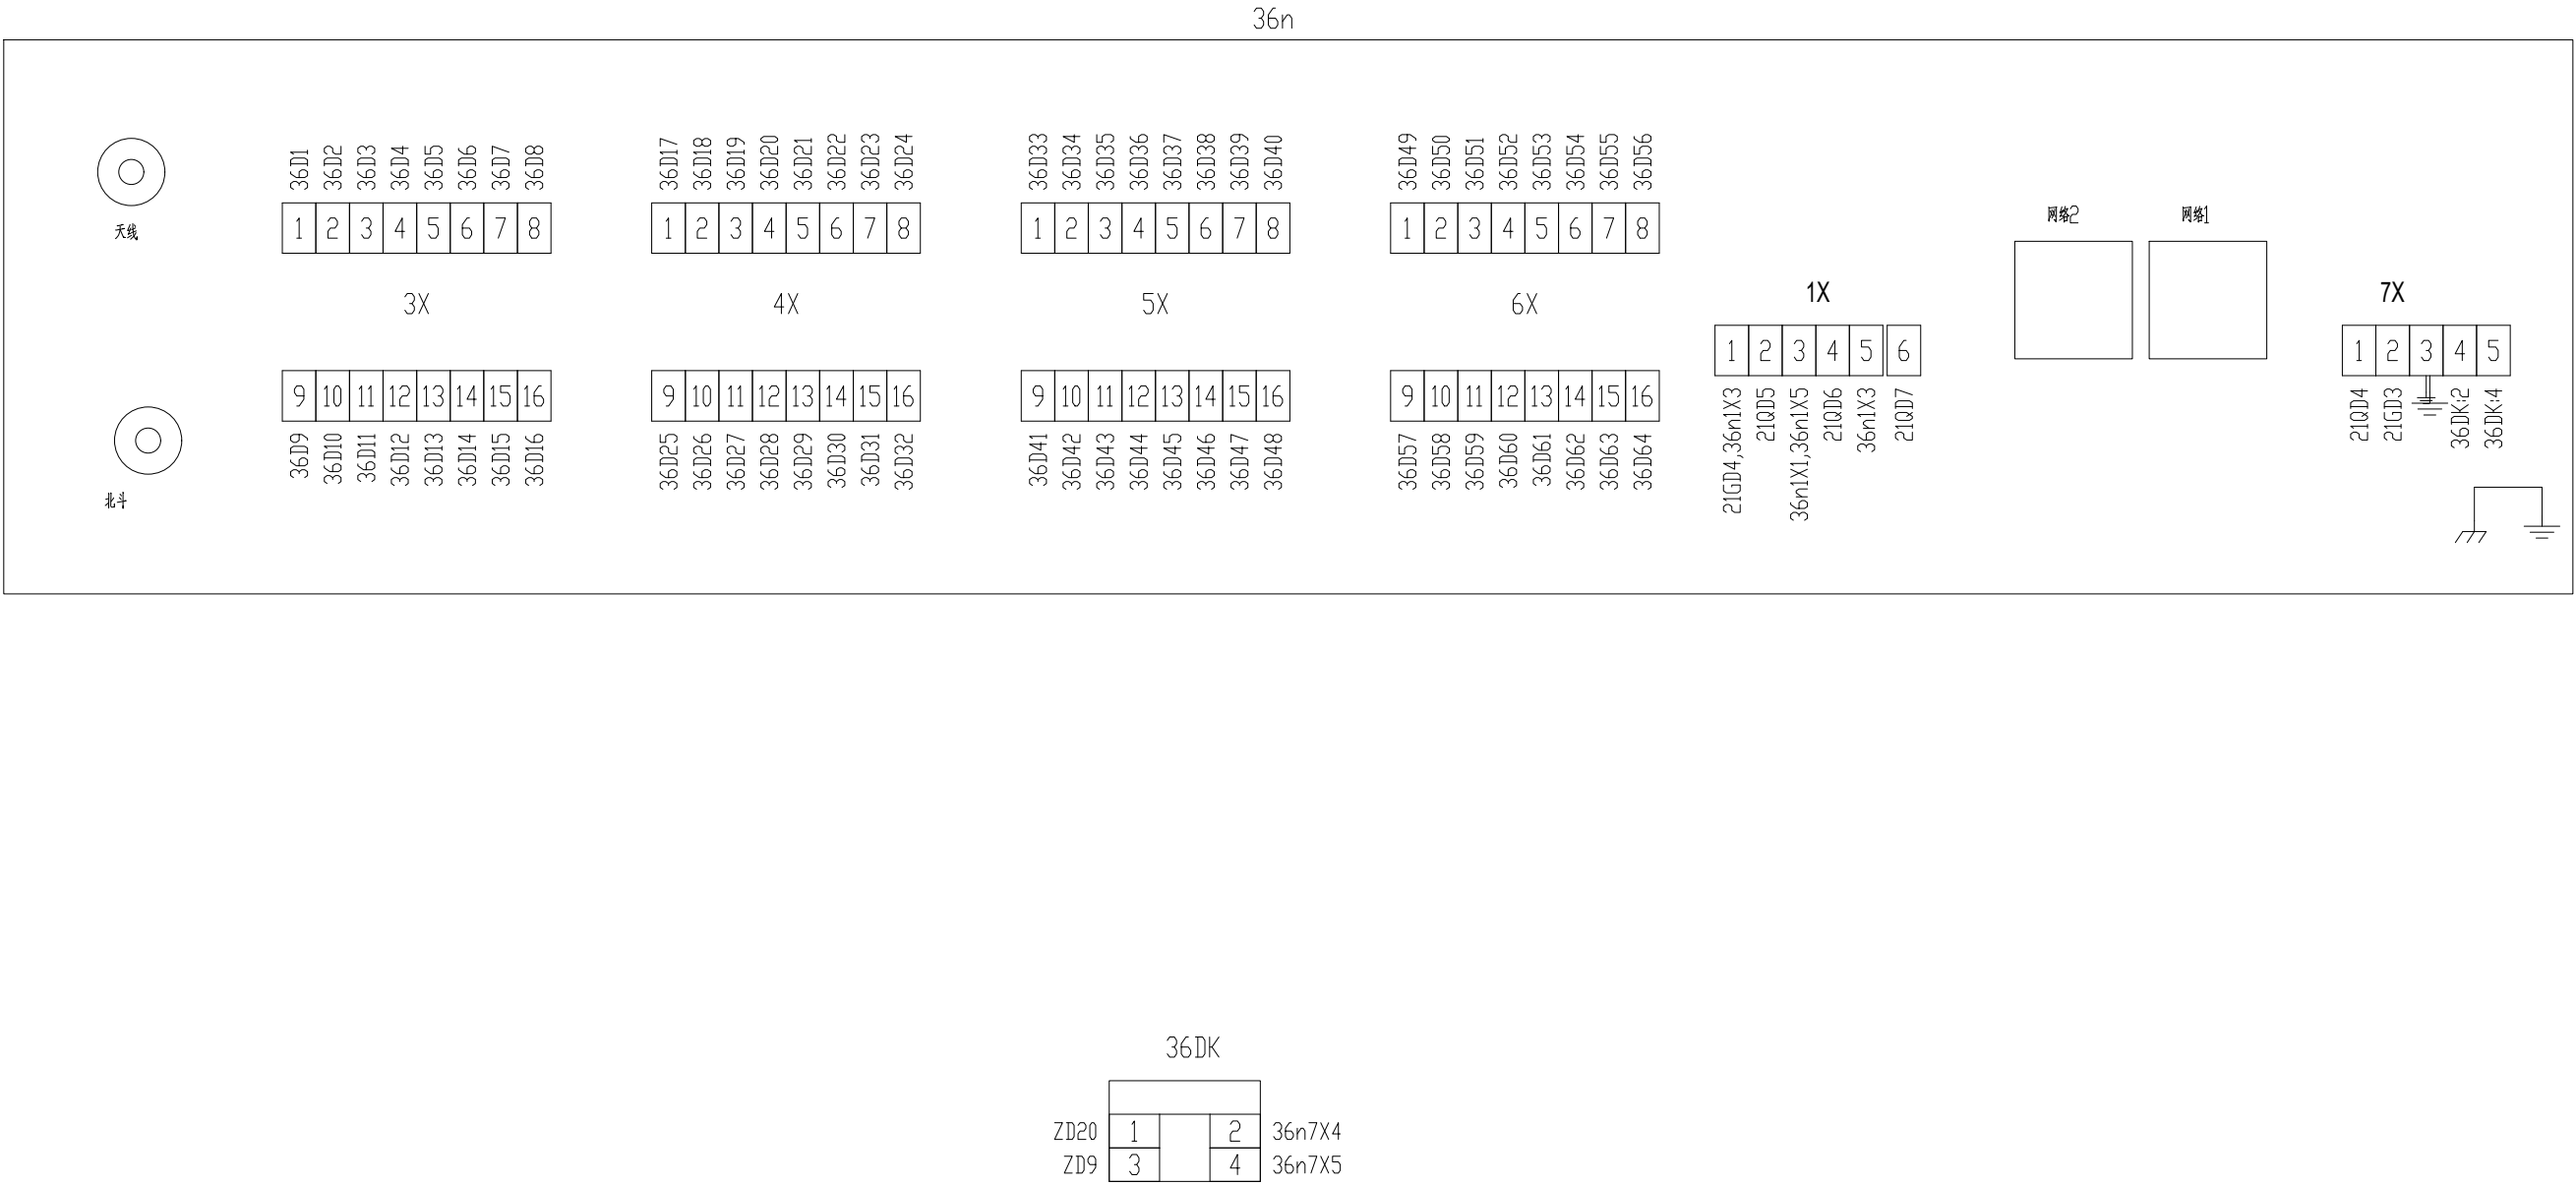 36n
36D1 36D2 36D3 36D4 36D5 36D6 36D7 36D8
36D17 36D18 36D19 36D20 36D21 36D22 36D23 36D24
36D33 36D34 36D35 36D36 36D37 36D38 36D39 36D40
36D49 36D50 36D51 36D52 36D53 36D54 36D55 36D56
天线
1 2 3 4 5 6 7 8
1 2 3 4 5 6 7 8
1 2 3 4 5 6 7 8
1 2 3 4 5 6 7 8
网络2
网络1
3X
4X
5X
6X
1X
7X
1 2 3 4 5 6
1 2 3 4 5
9 10 11 12 13 14 15 16
9 10 11 12 13 14 15 16
9 10 11 12 13 14 15 16
9 10 11 12 13 14 15 16
北斗
36D9 36D10 36D11 36D12 36D13 36D14 36D15 36D16
36D25 36D26 36D27 36D28 36D29 36D30 36D31 36D32
36D41 36D42 36D43 36D44 36D45 36D46 36D47 36D48
36D57 36D58 36D59 36D60 36D61 36D62 36D63 36D64
21GD4,36n1X3
21QD5
36n1X1,36n1X5
21QD6
36n1X3
21QD7
21QD4
21GD3
36DK:2
36DK:4
36DK
ZD20 1 2 36n7X4
ZD9 3 4 36n7X5